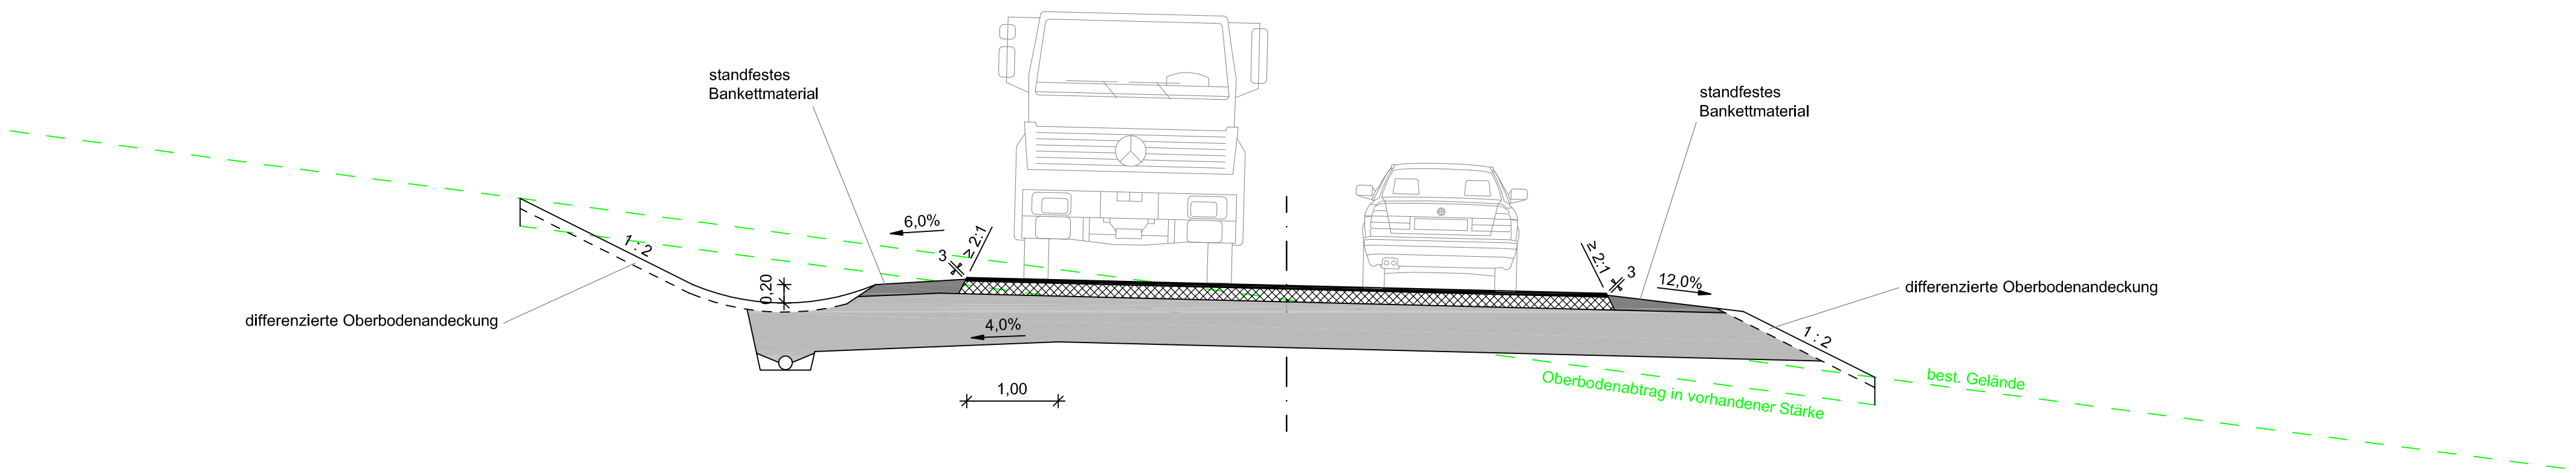 standfestes
Bankettmaterial
standfestes
Bankettmaterial
6,0%
≥ 2:1
3
1 : 2
0,20
≥ 2:1
3
12,0%
differenzierte Oberbodenandeckung
differenzierte Oberbodenandeckung
4,0%
1 : 2
1,00
Oberbodenabtrag in vorhandener Stärke
best. Gelände